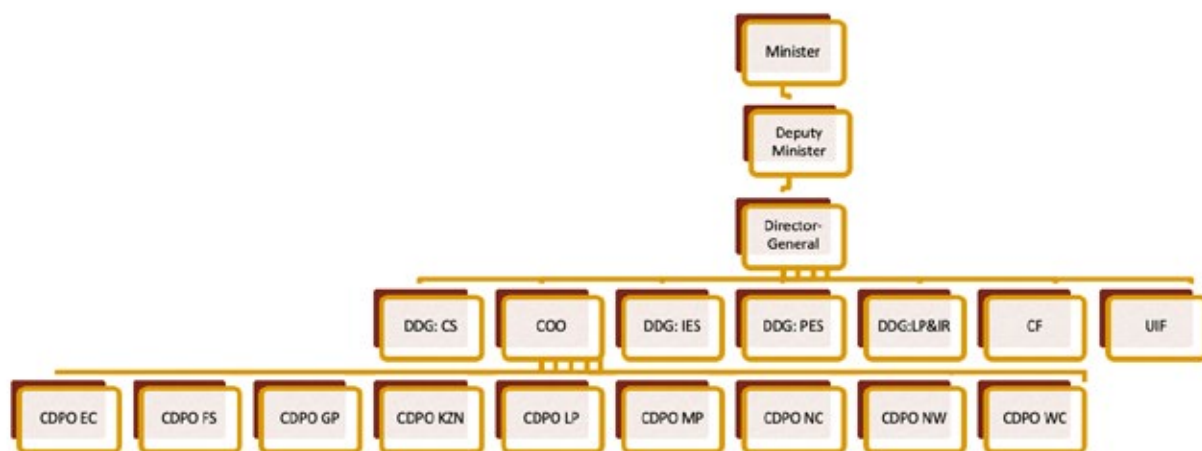 Minister
Deputy
Minister
Director-
General
DDG: CS
COO
DDG: IES
DDG: PES
DDG:LP&IR
CF
UIF
CDPO EC
CDPO FS
CDPO GP
CDPO KZN
CDPO LP
CDPO MP
CDPO NC
CDPO NW
CDPO WC